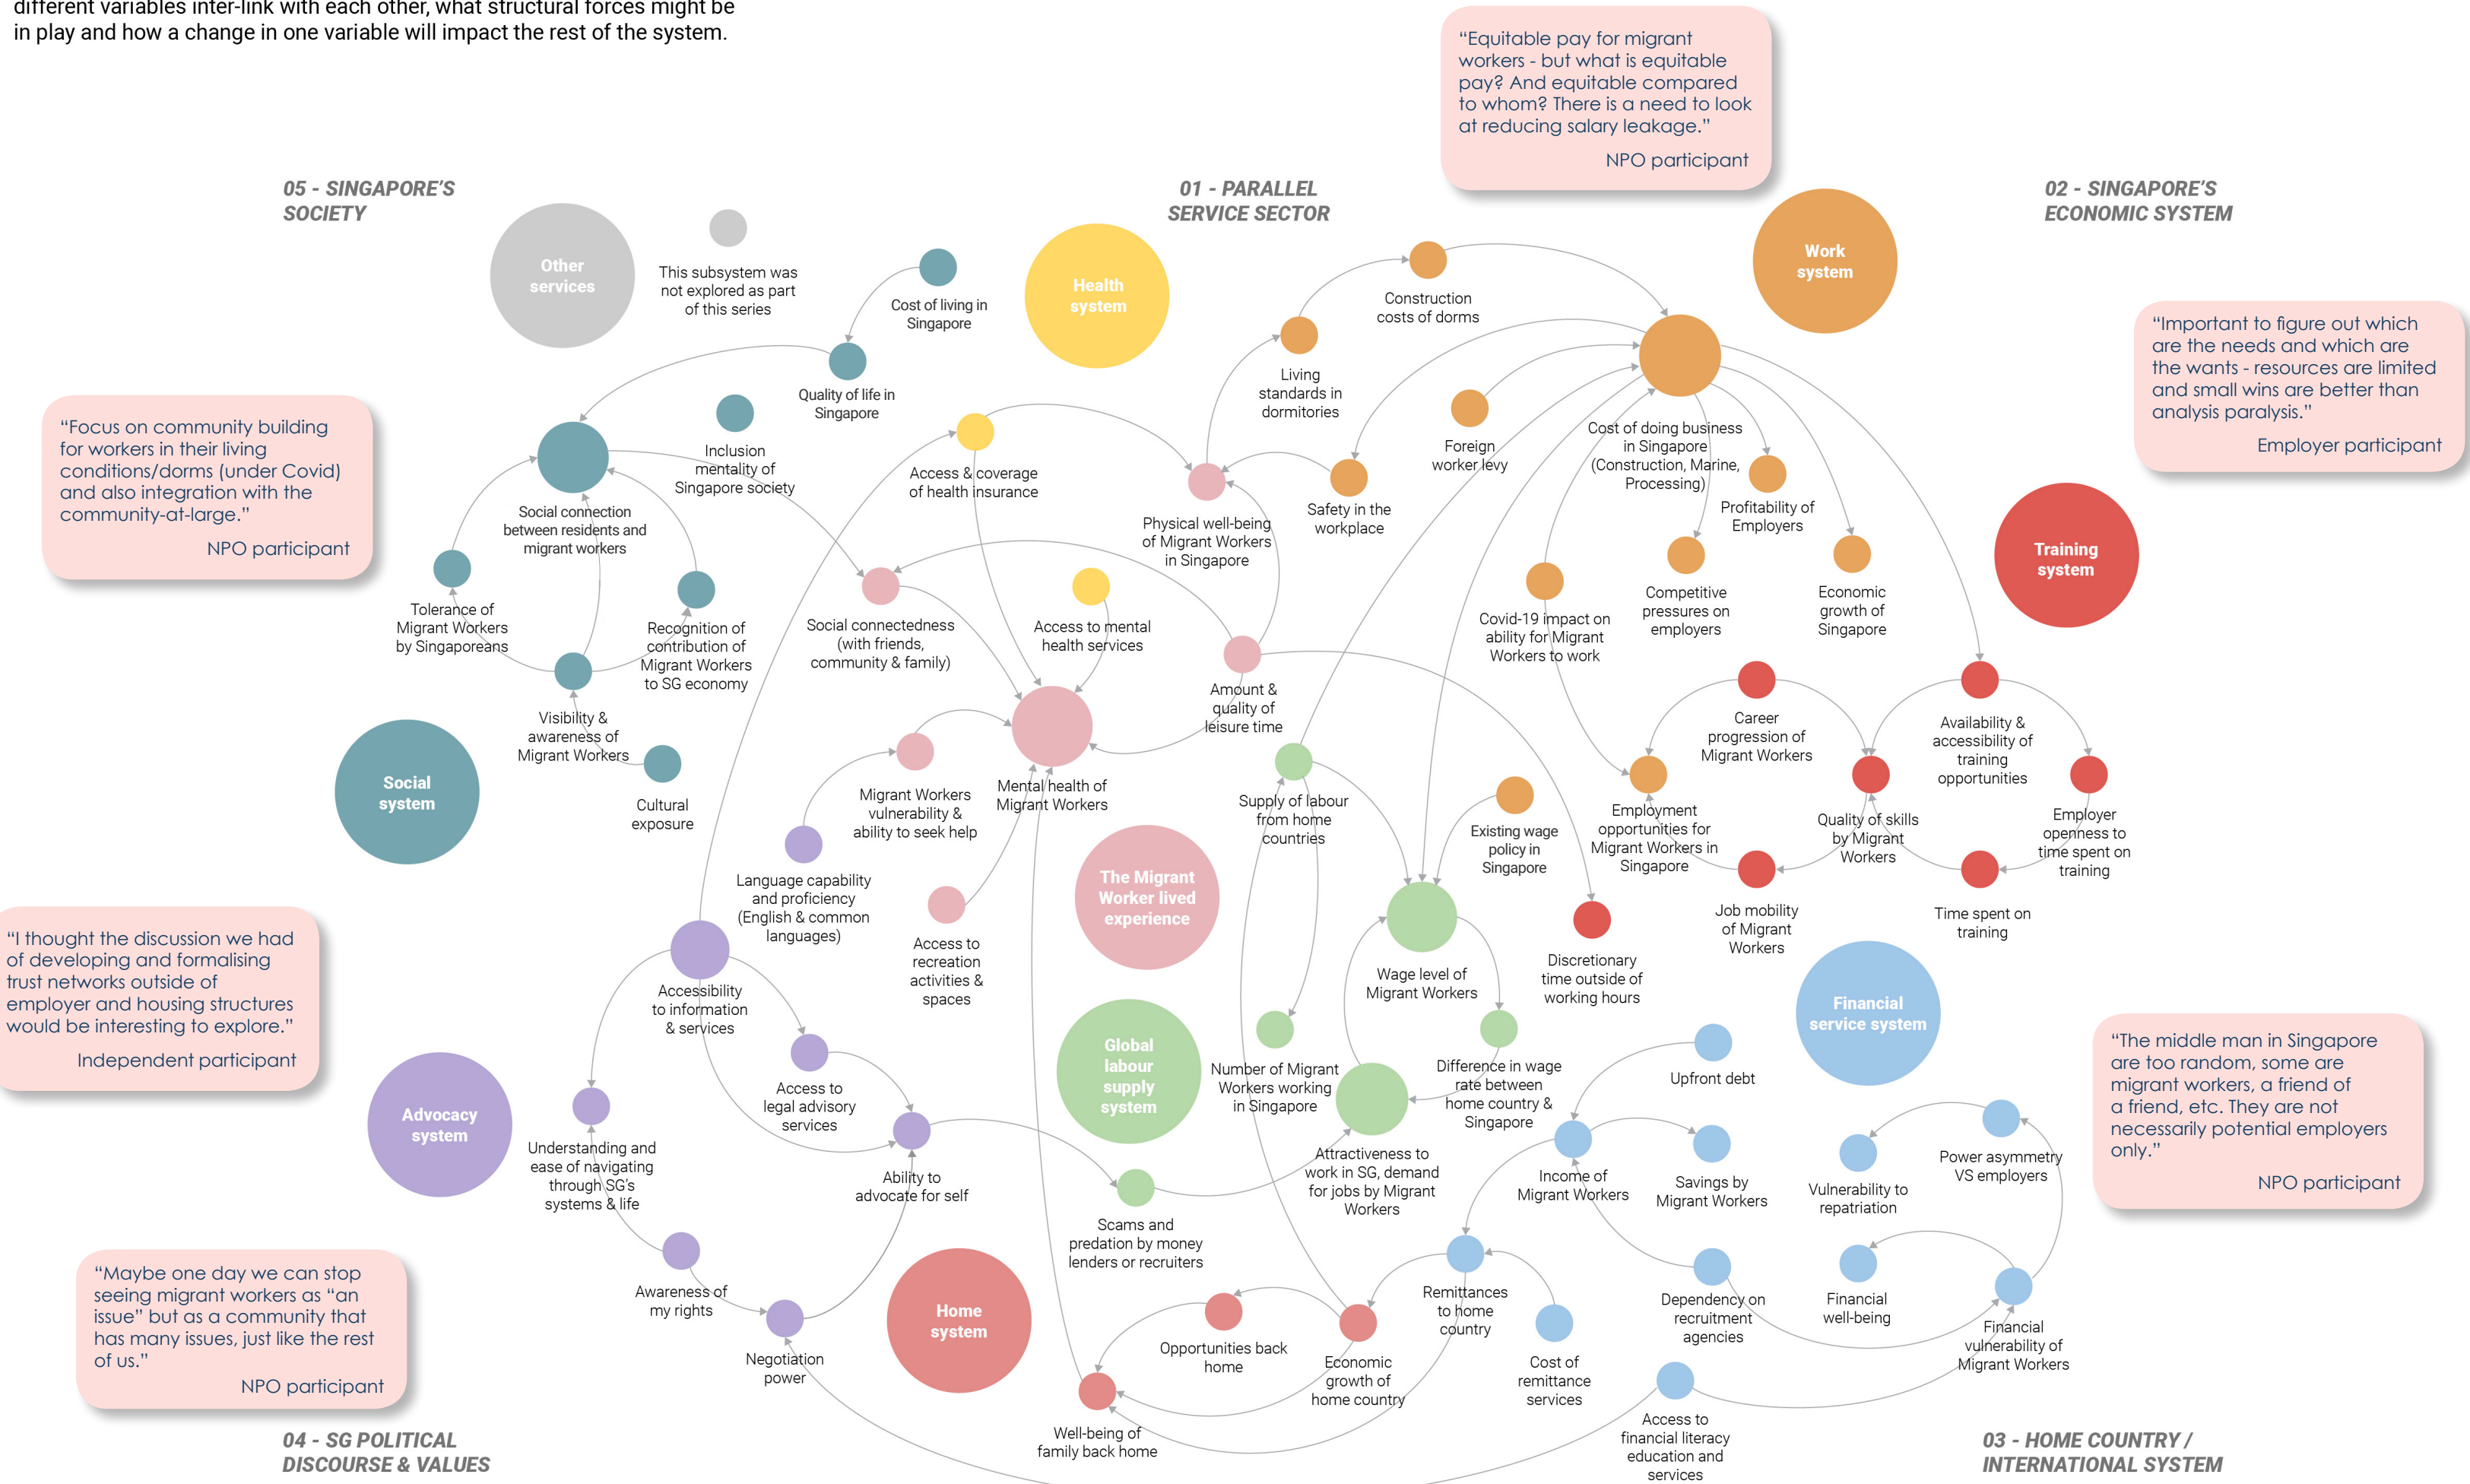 different variables inter-link with each other, what structural forces might be
in play and how a change in one variable will impact the rest of the system.
“Equitable pay for migrant
workers - but what is equitable
pay? And equitable compared
to whom? There is a need to look
at reducing salary leakage.”
NPO participant
05 - SINGAPORE’S
SOCIETY
01 - PARALLEL
SERVICE SECTOR
02 - SINGAPORE’S
ECONOMIC SYSTEM
Other
services
This subsystem was
not explored as part
of this series
Cost of living in
Singapore
Health
system
Construction
costs of dorms
Work
system
“Important to figure out which
are the needs and which are
the wants - resources are limited
and small wins are better than
analysis paralysis.”
Employer participant
Quality of life in
Singapore
Living
standards in
dormitories
“Focus on community building
for workers in their living
conditions/dorms (under Covid)
and also integration with the
community-at-large.”
NPO participant
Inclusion
mentality of
Singapore society
Access & coverage
of health insurance
Foreign
worker levy
Cost of doing business
in Singapore
(Construction, Marine,
Processing)
Profitability of
Employers
Social connection
between residents and
migrant workers
Physical well-being
of Migrant Workers
in Singapore
Safety in the
workplace
Training
system
Tolerance of
Migrant Workers
by Singaporeans
Recognition of
contribution of
Migrant Workers
to SG economy
Social connectedness
(with friends,
community & family)
Access to mental
health services
Covid-19 impact on
ability for Migrant
Workers to work
Competitive
pressures on
employers
Economic
growth of
Singapore
Visibility &
awareness of
Migrant Workers
Amount &
quality of
leisure time
Career
progression of
Migrant Workers
Availability &
accessibility of
training
opportunities
Social
system
Cultural
exposure
Migrant Workers
vulnerability &
ability to seek help
Mental health of
Migrant Workers
Supply of labour
from home
countries
Existing wage
policy in
Singapore
Employment
opportunities for
Migrant Workers in
Singapore
Quality of skills
by Migrant
Workers
Employer
openness to
time spent on
training
Language capability
and proficiency
(English & common
languages)
The Migrant
Worker lived
experience
Job mobility
of Migrant
Workers
Time spent on
training
“I thought the discussion we had
of developing and formalising
trust networks outside of
employer and housing structures
would be interesting to explore.”
Independent participant
Access to
recreation
activities &
spaces
Wage level of
Migrant Workers
Discretionary
time outside of
working hours
Accessibility
to information
& services
Financial
service system
Global
labour
supply
system
Number of Migrant
Workers working
in Singapore
Difference in wage
rate between
home country &
Singapore
Upfront debt
“The middle man in Singapore
are too random, some are
migrant workers, a friend of
a friend, etc. They are not
necessarily potential employers
only.”
NPO participant
Advocacy
system
Access to
legal advisory
services
Understanding and
ease of navigating
through SG’s
systems & life
Ability to
advocate for self
Attractiveness to
work in SG, demand
for jobs by Migrant
Workers
Income of
Migrant Workers
Savings by
Migrant Workers
Vulnerability to
repatriation
Power asymmetry
VS employers
Scams and
predation by money
lenders or recruiters
“Maybe one day we can stop
seeing migrant workers as “an
issue” but as a community that
has many issues, just like the rest
of us.”
NPO participant
Awareness of
my rights
Home
system
Remittances
to home
country
Dependency on
recruitment
agencies
Financial
well-being
Financial
vulnerability of
Migrant Workers
Negotiation
power
Opportunities back
home
Economic
growth of
home country
Cost of
remittance
services
Well-being of
family back home
Access to
financial literacy
education and
services
04 - SG POLITICAL
DISCOURSE & VALUES
03 - HOME COUNTRY /
INTERNATIONAL SYSTEM